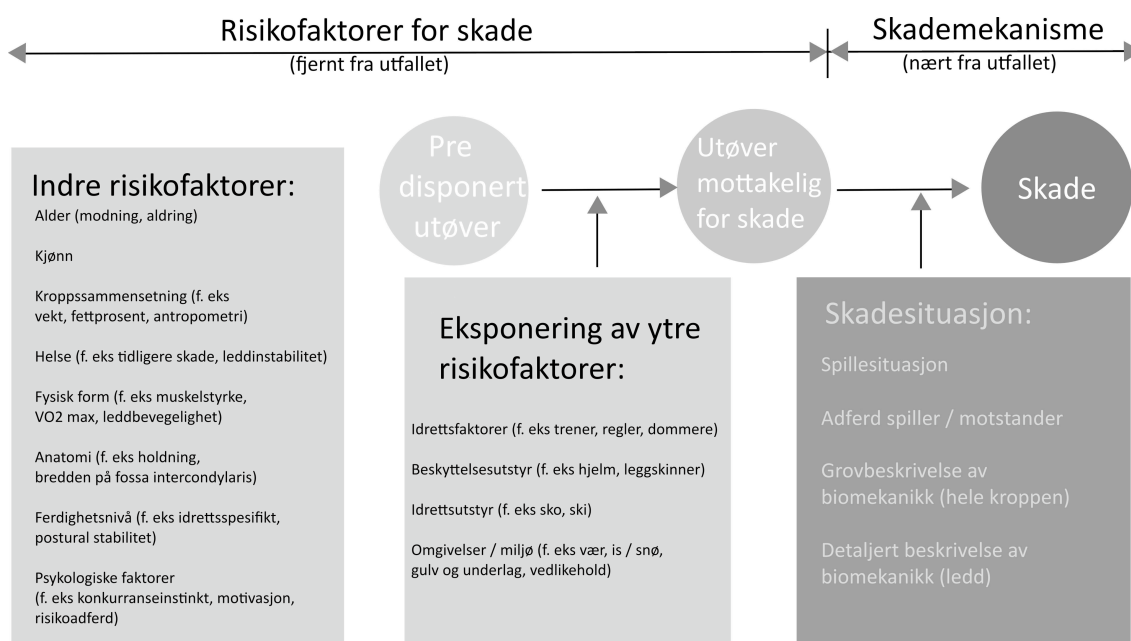 Risikofaktorer for skade
(fjernt fra utfallet)
Skademekanisme
(nært fra utfallet)
Indre risikofaktorer:
Alder (modning, aldring)
Kjønn
Kroppssammensetning (f. eks
vekt, fettprosent, antropometri)
Helse (f. eks tidligere skade, leddinstabilitet)
Fysisk form (f. eks muskelstyrke,
VO2 max, leddbevegelighet)
Anatomi (f. eks holdning,
bredden på fossa intercondylaris)
Ferdighetsnivå (f. eks idrettsspesifikt,
postural stabilitet)
Psykologiske faktorer
(f. eks konkurranseinstinkt, motivasjon,
risikoadferd)
Pre
disponert
utøver
Utøver
mottakelig
for skade
Skade
Eksponering av ytre
risikofaktorer:
Idrettsfaktorer (f. eks trener, regler, dommere)
Beskyttelsesutstyr (f. eks hjelm, leggskinner)
Idrettsutstyr (f. eks sko, ski)
Omgivelser / miljø (f. eks vær, is / snø,
gulv og underlag, vedlikehold)
Skadesituasjon:
Spillesituasjon
Adferd spiller / motstander
Grovbeskrivelse av
biomekanikk (hele kroppen)
Detaljert beskrivelse av
biomekanikk (ledd)